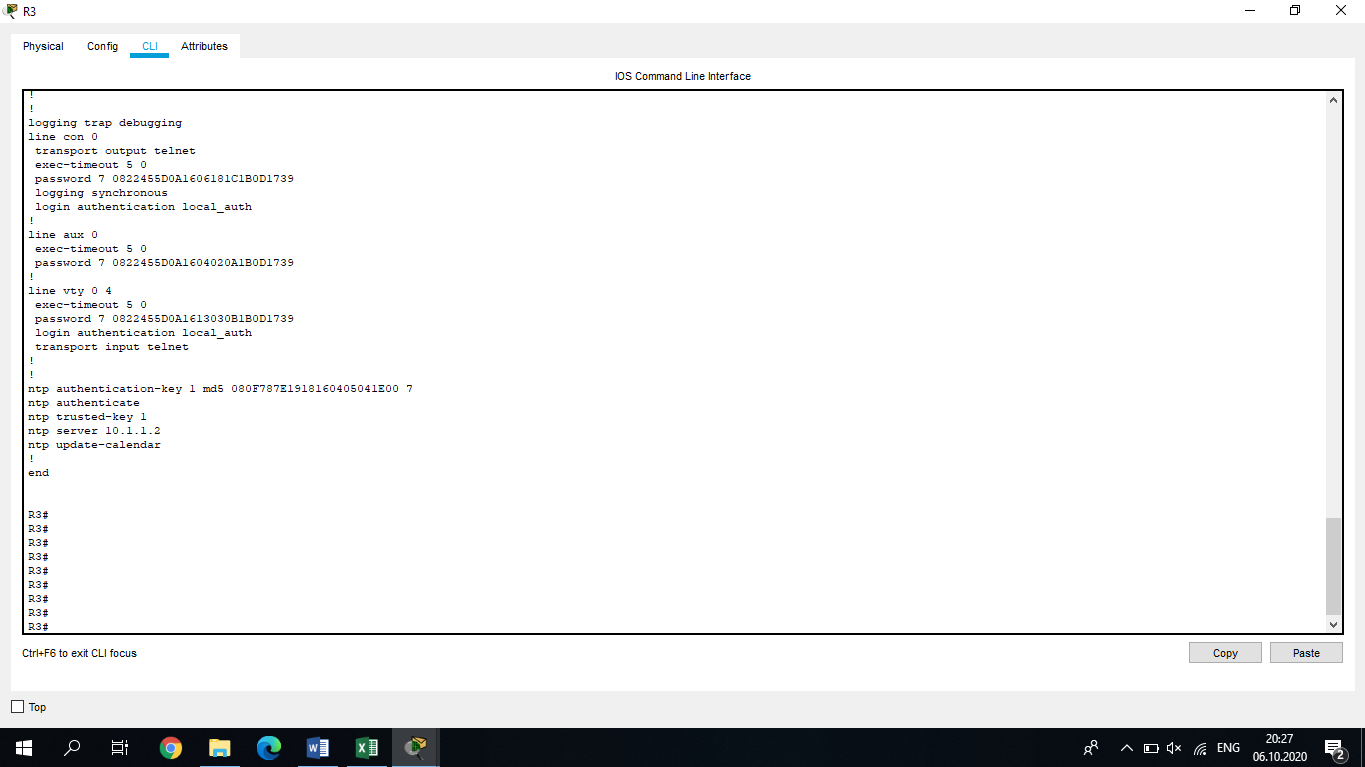 R3
Physical Config CLI Attributes
IOS Command Line Interface
!
!
logging trap debugging
line con 0
transport output telnet
exec-timeout 5 0
password 7 0822455D0A1606181C1B0D1739
logging synchronous
login authentication local_auth
!
line aux 0
exec-timeout 5 0
password 7 0822455D0A1604020A1B0D1739
!
line vty 0 4
exec-timeout 5 0
password 7 0822455D0A1613030B1B0D1739
login authentication local_auth
transport input telnet
!
!
ntp authentication-key 1 md5 080F787E1918160405041E00 7
ntp authenticate
ntp trusted-key 1
ntp server 10.1.1.2
ntp update-calendar
!
end
R3#
R3#
R3#
R3#
R3#
R3#
R3#
R3#
R3#
Ctrl+F6 to exit CLI focus
Copy Paste
Top
ENG
20:27
06.10.2020
2